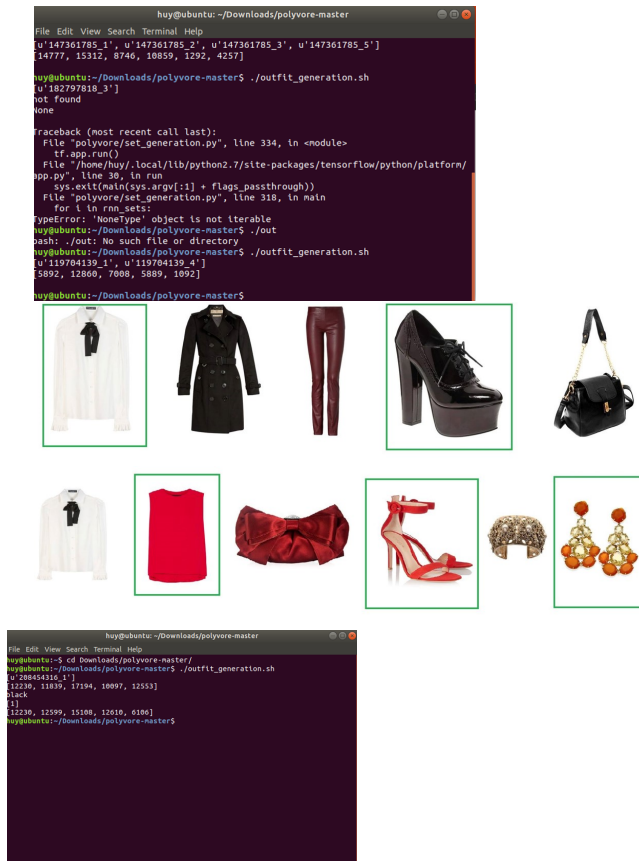 huy@ubuntu: ~/Downloads/polyvore-master
File Edit View Search Terminal Help
[u'147361785_1', u'147361785_2', u'147361785_3', u'147361785_5']
[14777, 15312, 8746, 10859, 1292, 4257]
huy@ubuntu:~/Downloads/polyvore-master$ ./outfit_generation.sh
[u'182797818_3']
not found
None
Traceback (most recent call last):
File "polyvore/set_generation.py", line 334, in <module>
tf.app.run()
File "/home/huy/.local/lib/python2.7/site-packages/tensorflow/python/platform/
app.py", line 30, in run
sys.exit(main(sys.argv[:1] + flags_passthrough))
File "polyvore/set_generation.py", line 318, in main
for i in rnn_sets:
TypeError: 'NoneType' object is not iterable
huy@ubuntu:~/Downloads/polyvore-master$ ./out
bash: ./out: No such file or directory
huy@ubuntu:~/Downloads/polyvore-master$ ./outfit_generation.sh
[u'119704139_1', u'119704139_4']
[5892, 12860, 7008, 5889, 1092]
huy@ubuntu:~/Downloads/polyvore-master$
huy@ubuntu: ~/Downloads/polyvore-master
File Edit View Search Terminal Help
huy@ubuntu:~$ cd Downloads/polyvore-master/
huy@ubuntu:~/Downloads/polyvore-master$ ./outfit_generation.sh
[u'208454316_1']
[12230, 11839, 17194, 10097, 12553]
black
[1]
[12230, 12599, 15108, 12610, 6106]
huy@ubuntu:~/Downloads/polyvore-master$